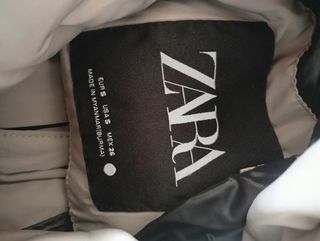 ZARA
EUR S USA S MEX 26
MADE IN MYANMAR(BURMA)